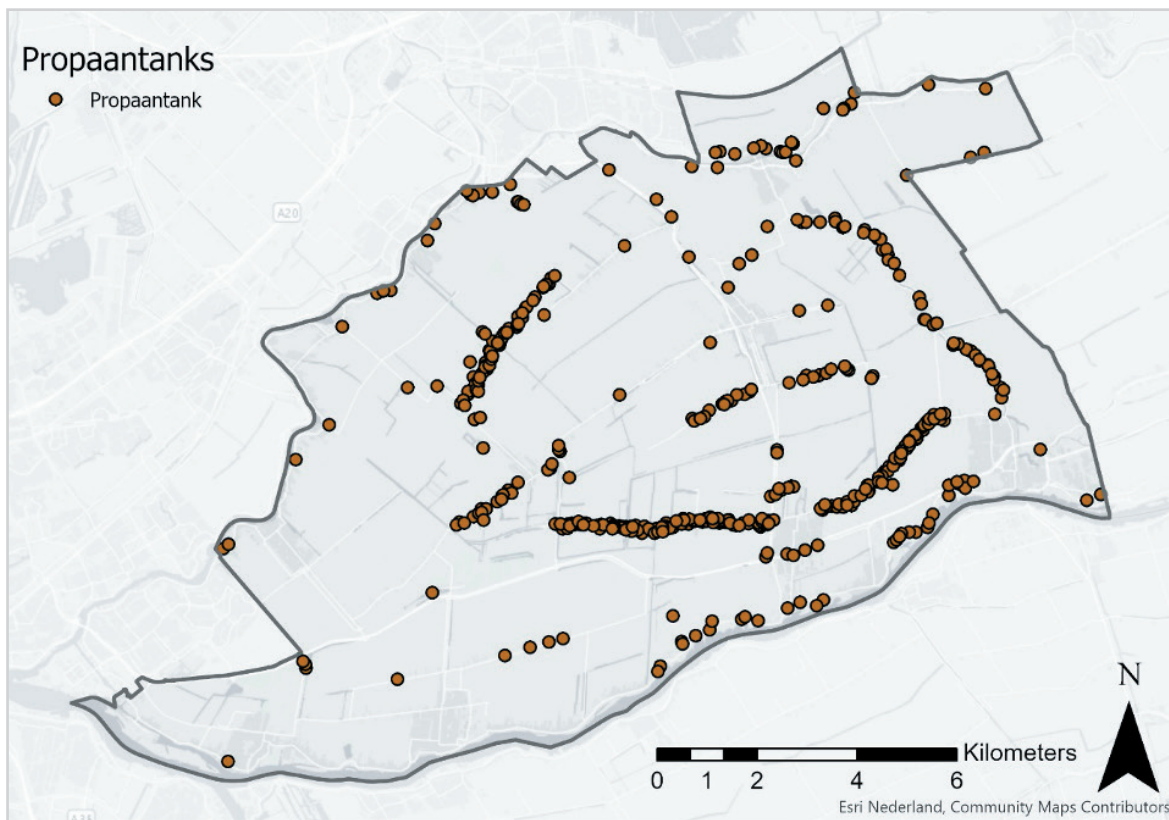 Propaantanks
Propaantank
A20
N
Kilometers
0 1 2 4 6
Esri Nederland, Community Maps Contributors